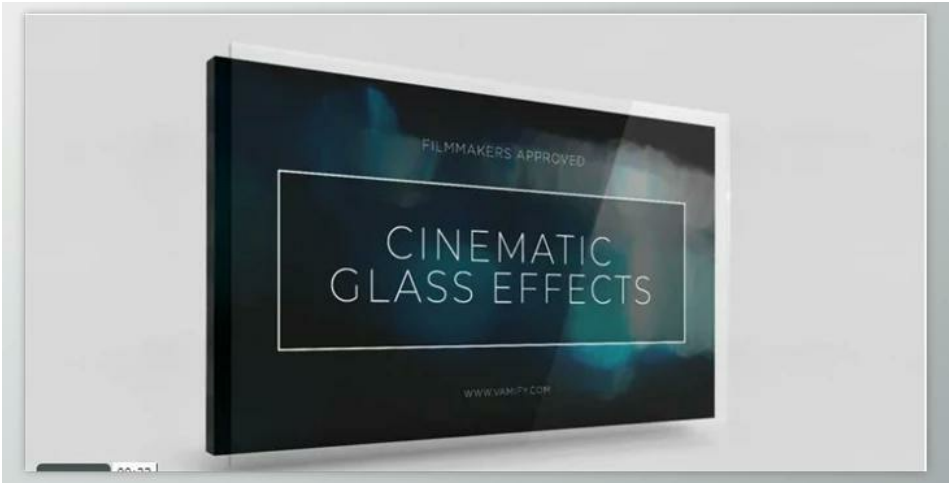 FILMMAKERS APPROVED
CINEMATIC
GLASS EFFECTS
WWW.VAMIFY.COM